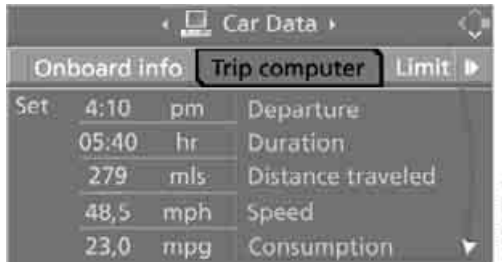 Car Data
Onboard info Trip computer Limit
Set 4:10 pm Departure
05:40 hr Duration
279 mls Distance traveled
48,5 mph Speed
23,0 mpg Consumption